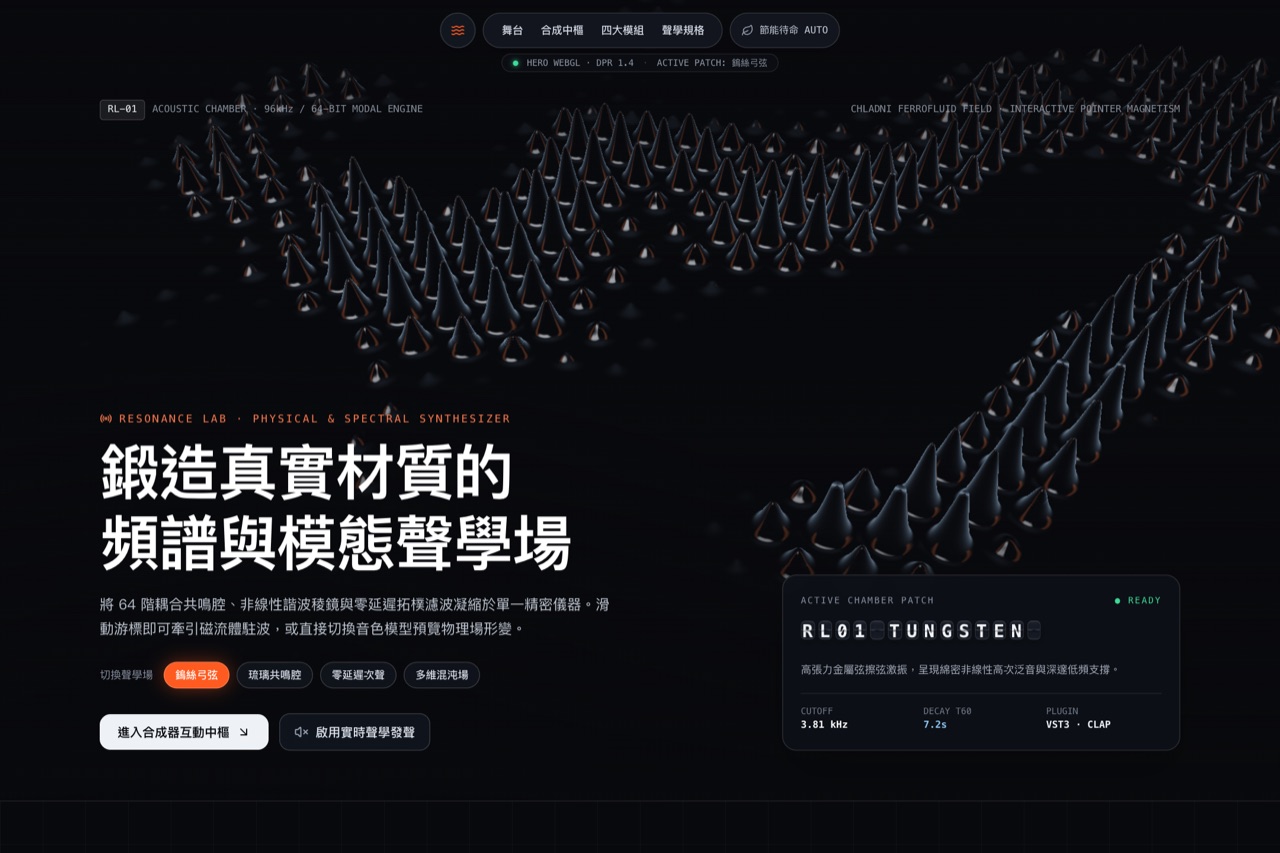 舞台 合成中樞 四大模組 聲學規格 節能待命 AUTO
HERO WEBGL · DPR 1.4 · ACTIVE PATCH: 鎢絲弓弦
RL-01 ACOUSTIC CHAMBER · 96kHz / 64-BIT MODAL ENGINE
CHLADNI FERROFLUID FIELD · INTERACTIVE POINTER MAGNETISM
RESONANCE LAB · PHYSICAL & SPECTRAL SYNTHESIZER
鍛造真實材質的
頻譜與模態聲學場
將 64 階耦合共鳴腔、非線性諧波稜鏡與零延遲拓樸濾波凝縮於單一精密儀器。滑
動游標即可牽引磁流體駐波，或直接切換音色模型預覽物理場形變。
切換聲學場 鎢絲弓弦 琉璃共鳴腔 零延遲次聲 多維混沌場
進入合成器互動中樞 啟用實時聲學發聲
ACTIVE CHAMBER PATCH READY
RL01 TUNGSTEN
高張力金屬弦擦弦激振，呈現綿密非線性高次泛音與深邃低頻支撐。
CUTOFF DECAY T60 PLUGIN
3.81 kHz 7.2s VST3 · CLAP